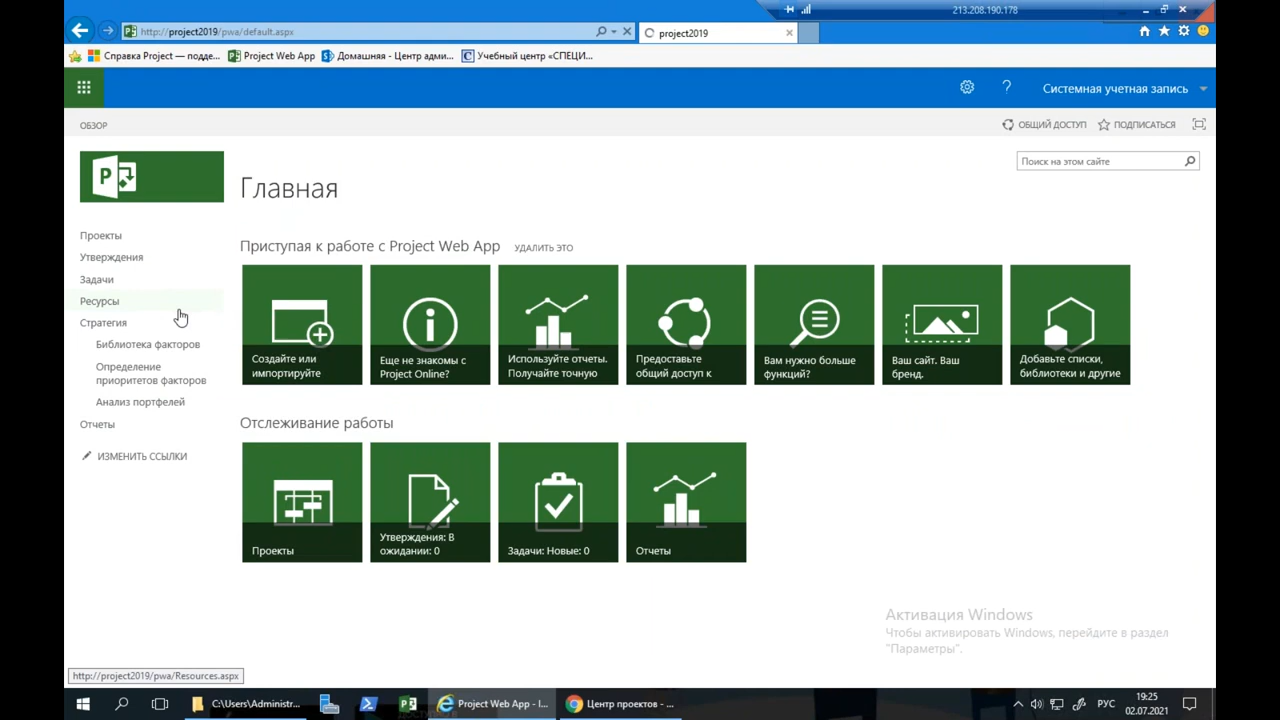 213.208.190.178
http://project2019/pwa/default.aspx
project2019
Справка Project — подде...
Project Web App
Домашняя - Центр адми...
Учебный центр «СПЕЦИ...
?
Системная учетная запись
ОБЗОР
ОБЩИЙ ДОСТУП
ПОДПИСАТЬСЯ
P
Главная
Поиск на этом сайте
Проекты
Утверждения
Задачи
Ресурсы
Стратегия
Библиотека факторов
Определение
приоритетов факторов
Анализ портфелей
Отчеты
ИЗМЕНИТЬ ССЫЛКИ
Приступая к работе с Project Web App
УДАЛИТЬ ЭТО
Создайте или
импортируйте
Еще не знакомы с
Project Online?
Используйте отчеты.
Получайте точную
Предоставьте
общий доступ к
Вам нужно больше
функций?
Ваш сайт. Ваш
бренд.
Добавьте списки,
библиотеки и другие
Отслеживание работы
Проекты
Утверждения: В
ожидании: 0
Задачи: Новые: 0
Отчеты
Активация Windows
Чтобы активировать Windows, перейдите в раздел
"Параметры".
http://project2019/pwa/Resources.aspx
C:\Users\Administr...
Project Web App - I...
Центр проектов - ...
РУС
19:25
02.07.2021